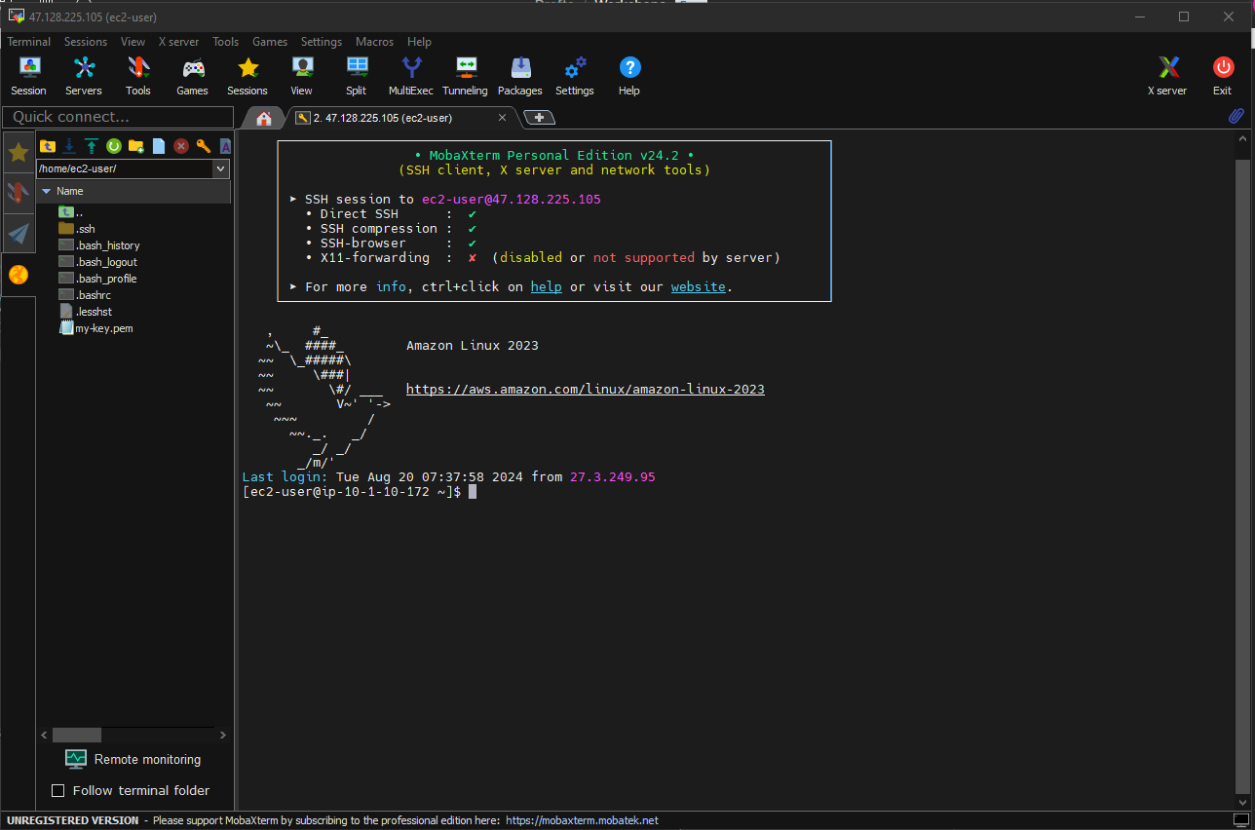 47.128.225.105 (ec2-user)
Terminal Sessions View X server Tools Games Settings Macros Help
Session Servers Tools Games Sessions View Split MultiExec Tunneling Packages Settings Help X server Exit
Quick connect...
2. 47.128.225.105 (ec2-user)
/home/ec2-user/
Name
..
.ssh
.bash_history
.bash_logout
.bash_profile
.bashrc
.lesshst
my-key.pem
• MobaXterm Personal Edition v24.2 •
(SSH client, X server and network tools)
► SSH session to ec2-user@47.128.225.105
• Direct SSH : ✔
• SSH compression : ✔
• SSH-browser : ✔
• X11-forwarding : ✘ (disabled or not supported by server)
► For more info, ctrl+click on help or visit our website.
   ,     #_
   ~\_  ####_        Amazon Linux 2023
  ~~  \_#####\
  ~~     \###|
  ~~       \#/ ___   https://aws.amazon.com/linux/amazon-linux-2023
   ~~       V~' '->
    ~~~         /
      ~~._.   _/
         _/ _/
       _/m/'
Last login: Tue Aug 20 07:37:58 2024 from 27.3.249.95
[ec2-user@ip-10-1-10-172 ~]$
Remote monitoring
Follow terminal folder
UNREGISTERED VERSION - Please support MobaXterm by subscribing to the professional edition here: https://mobaxterm.mobatek.net